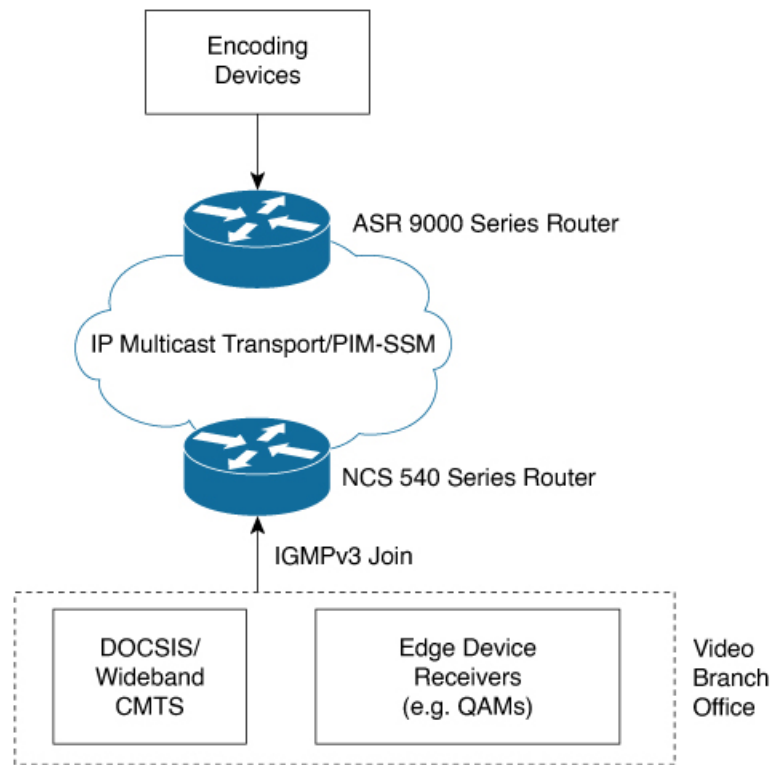 Encoding
Devices
ASR 9000 Series Router
IP Multicast Transport/PIM-SSM
NCS 540 Series Router
IGMPv3 Join
DOCSIS/
Wideband
CMTS
Edge Device
Receivers
(e.g. QAMs)
Video
Branch
Office